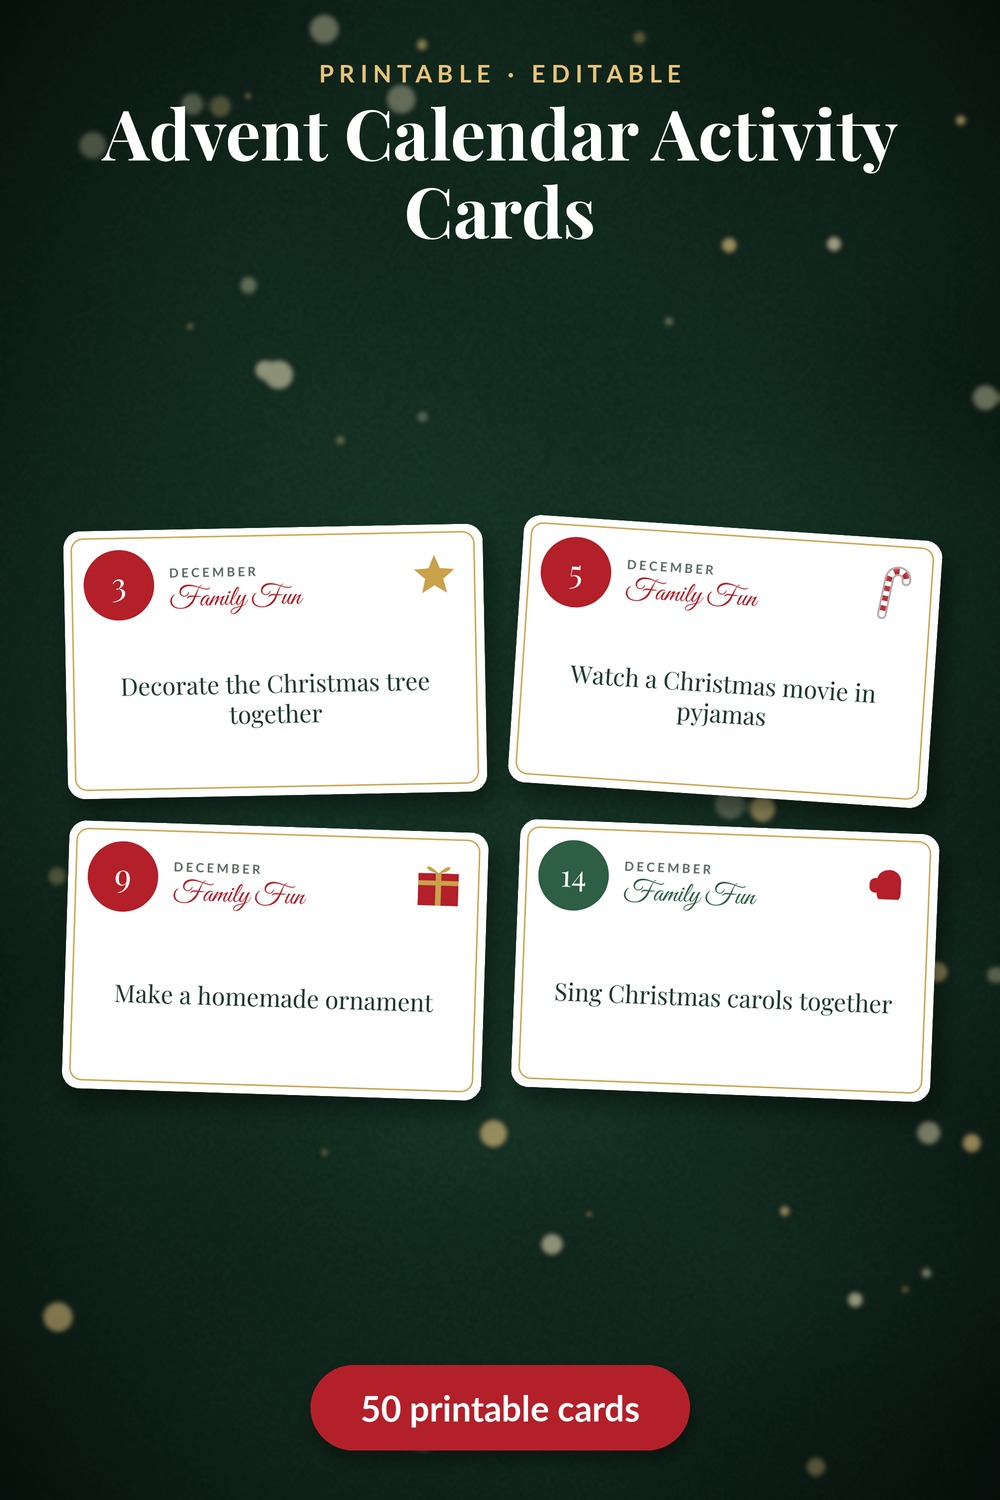 PRINTABLE · EDITABLE
Advent Calendar Activity
Cards
3
DECEMBER
Family Fun
Decorate the Christmas tree
together
5
DECEMBER
Family Fun
Watch a Christmas movie in
pyjamas
9
DECEMBER
Family Fun
Make a homemade ornament
14
DECEMBER
Family Fun
Sing Christmas carols together
50 printable cards